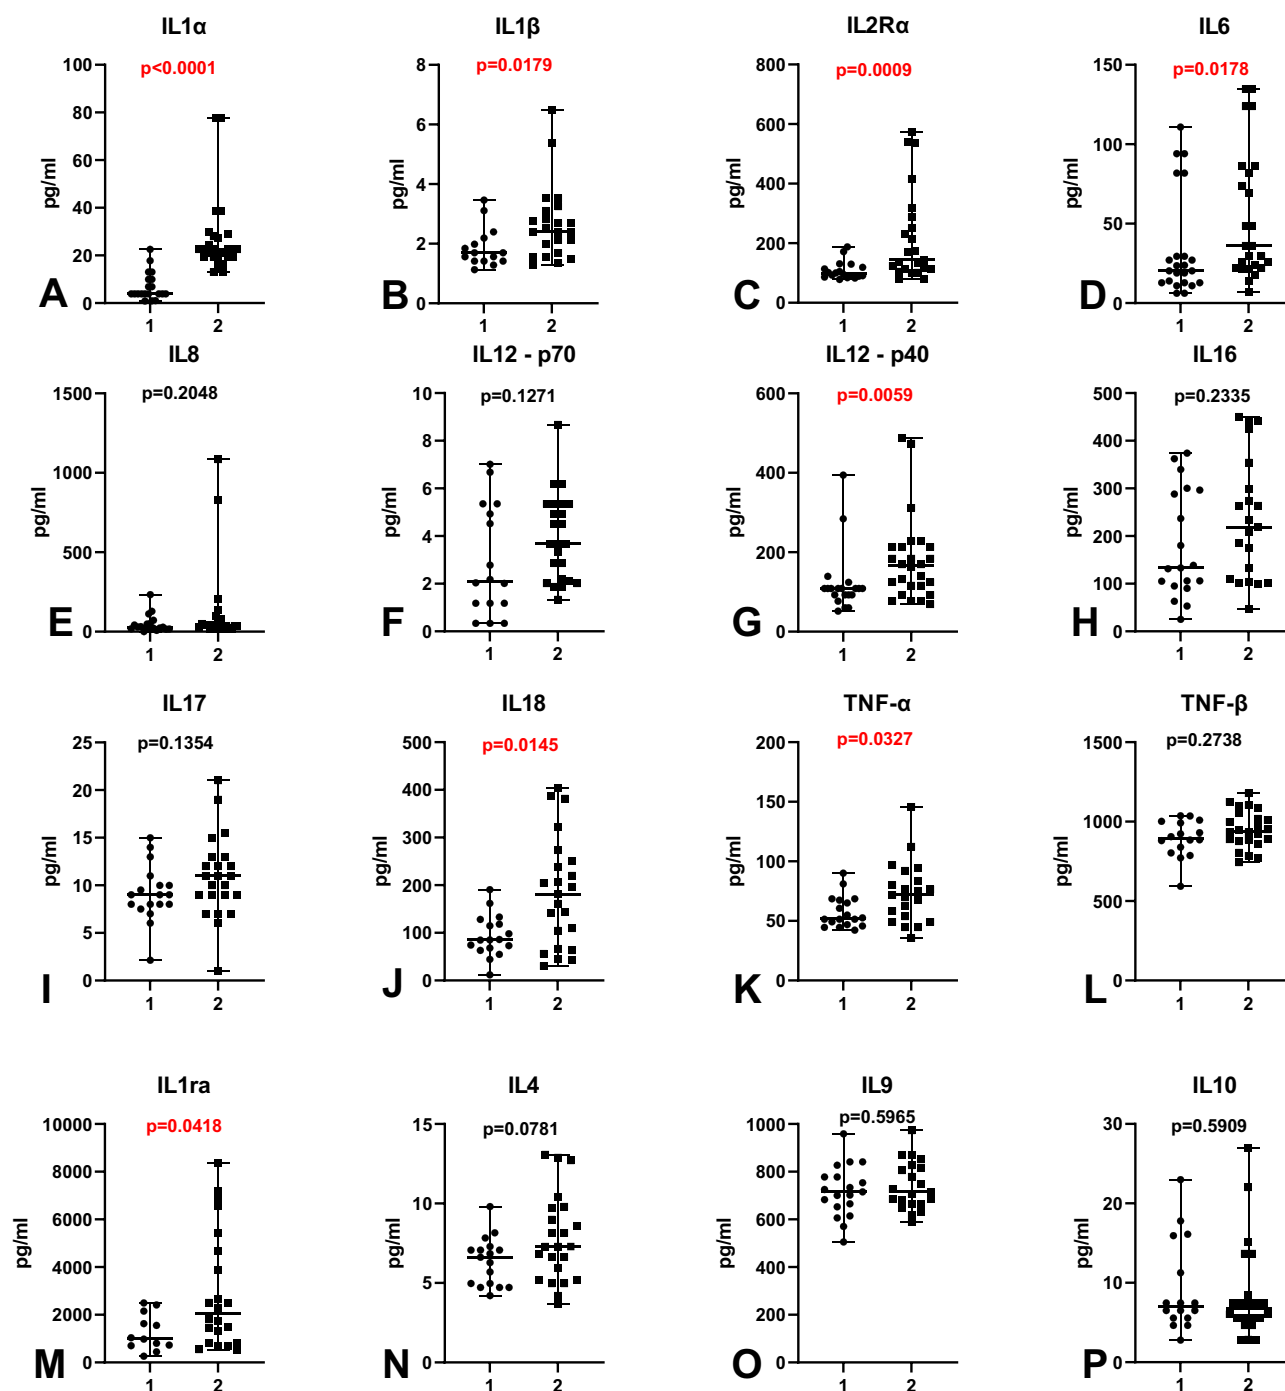 IL1α
p<0.0001
100
80
60
40
20
0
pg/ml
A
1 2
IL1β
p=0.0179
8
6
4
2
0
pg/ml
B
1 2
IL2Rα
p=0.0009
800
600
400
200
0
pg/ml
C
1 2
IL6
p=0.0178
150
100
50
0
pg/ml
D
1 2
IL8
p=0.2048
1500
1000
500
0
pg/ml
E
1 2
IL12 - p70
p=0.1271
10
8
6
4
2
0
pg/ml
F
1 2
IL12 - p40
p=0.0059
600
400
200
0
pg/ml
G
1 2
IL16
p=0.2335
500
400
300
200
100
0
pg/ml
H
1 2
IL17
p=0.1354
25
20
15
10
5
0
pg/ml
I
1 2
IL18
p=0.0145
500
400
300
200
100
0
pg/ml
J
1 2
TNF-α
p=0.0327
200
150
100
50
0
pg/ml
K
1 2
TNF-β
p=0.2738
1500
1000
500
0
pg/ml
L
1 2
IL1ra
p=0.0418
10000
8000
6000
4000
2000
0
pg/ml
M
1 2
IL4
p=0.0781
15
10
5
0
pg/ml
N
1 2
IL9
p=0.5965
1000
800
600
400
200
0
pg/ml
O
1 2
IL10
p=0.5909
30
20
10
0
pg/ml
P
1 2